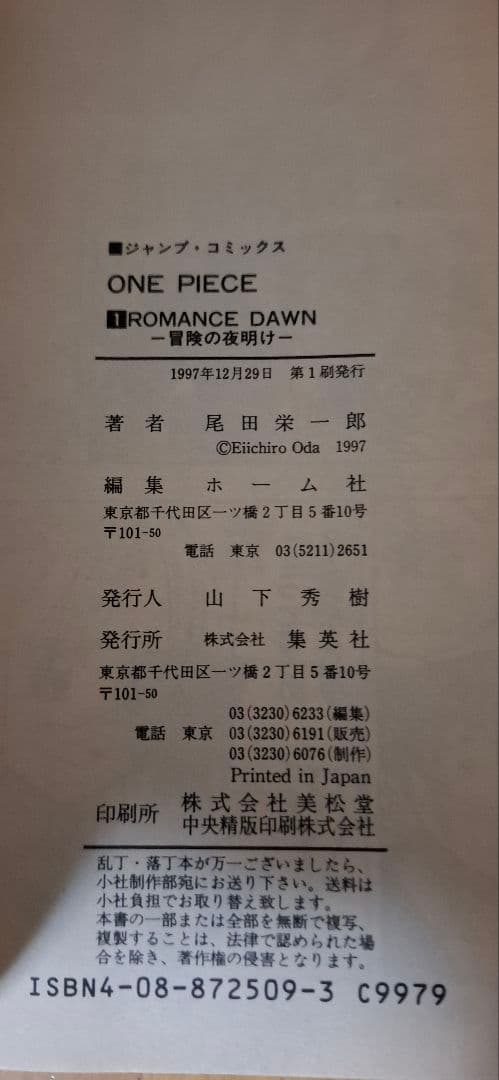 ■ジャンプ・コミックス
ONE PIECE
1 ROMANCE DAWN
―冒険の夜明け―
1997年12月29日 第1刷発行
著者 尾田栄一郎
©Eiichiro Oda 1997
編集 ホーム社
東京都千代田区一ツ橋2丁目5番10号
〒101-50
電話 東京 03(5211)2651
発行人 山下秀樹
発行所 株式会社 集英社
東京都千代田区一ツ橋2丁目5番10号
〒101-50
03(3230)6233(編集)
電話 東京 03(3230)6191(販売)
03(3230)6076(制作)
Printed in Japan
印刷所 株式会社美松堂
中央精版印刷株式会社
乱丁・落丁本が万一ございましたら、
小社制作部宛にお送り下さい。送料は
小社負担でお取り替え致します。
本書の一部または全部を無断で複写、
複製することは、法律で認められた場
合を除き、著作権の侵害となります。
ISBN4-08-872509-3 C9979